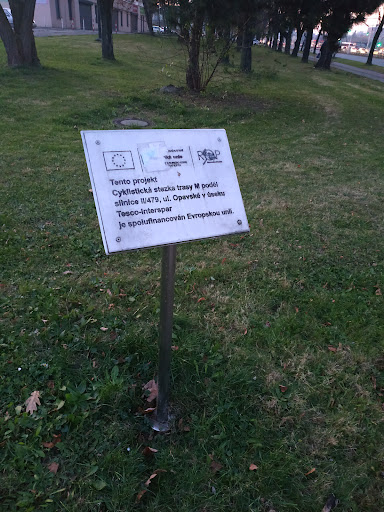 Tento projekt
Cyklistická stezka trasy M podél
silnice II/479, ul. Opavská v úseku
Tesco-Interspar
je spolufinancován Evropskou unií.